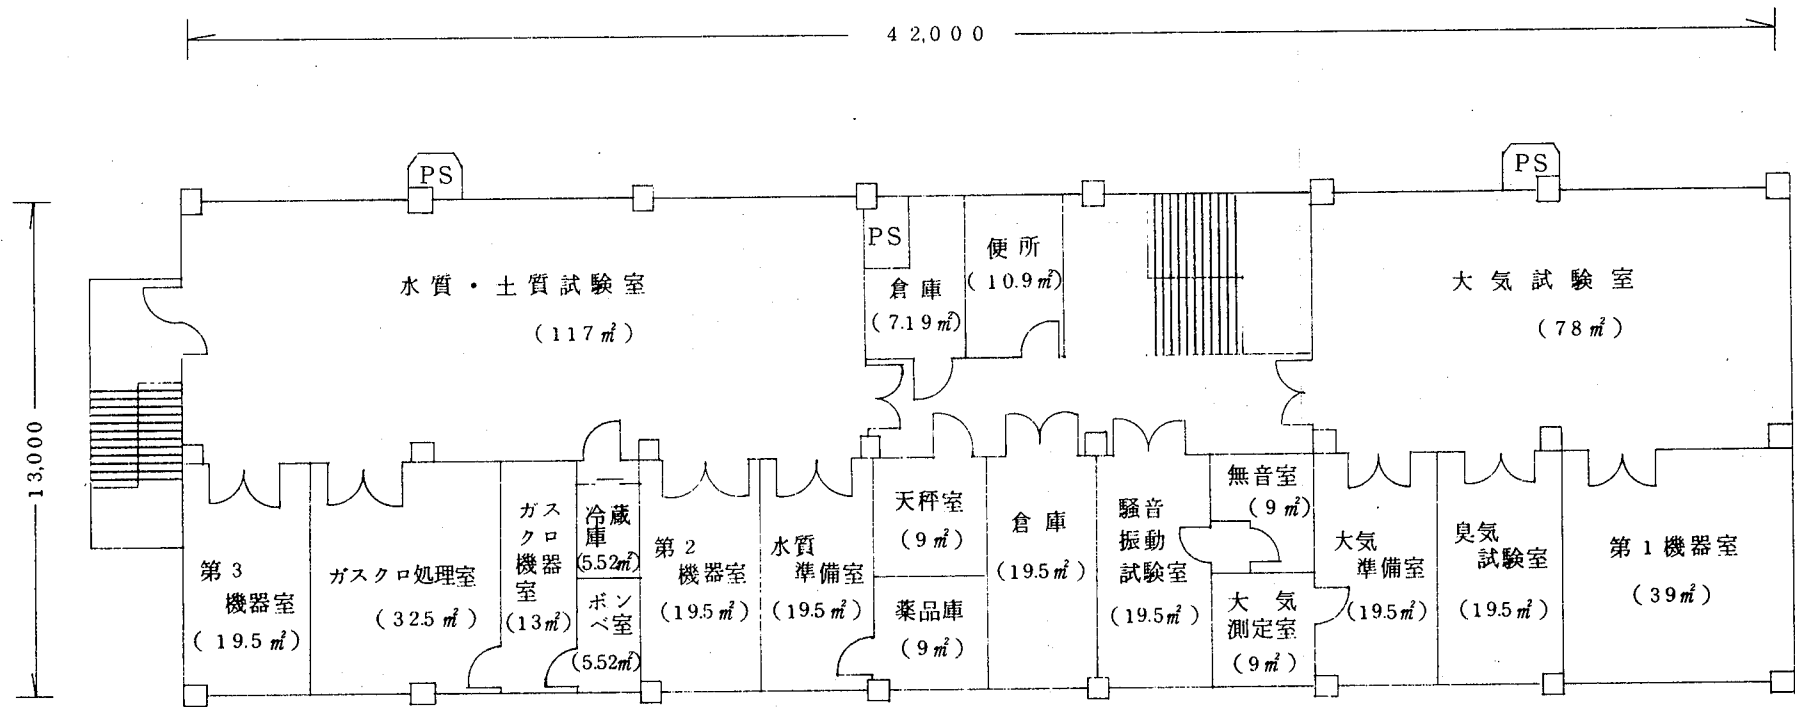 42,000
13,000
PS
PS
PS
水質・土質試験室
(117㎡)
倉庫
(7.19㎡)
便所
(10.9㎡)
大気試験室
(78㎡)
第3
機器室
(19.5㎡)
ガスクロ処理室
(32.5㎡)
ガス
クロ
機器
室
(13㎡)
冷蔵
庫
(5.52㎡)
ボン
ベ室
(5.52㎡)
第2
機器室
(19.5㎡)
水質
準備室
(19.5㎡)
天秤室
(9㎡)
薬品庫
(9㎡)
倉庫
(19.5㎡)
騒音
振動
試験室
(19.5㎡)
無音室
(9㎡)
大気
測定室
(9㎡)
大気
準備室
(19.5㎡)
臭気
試験室
(19.5㎡)
第1機器室
(39㎡)